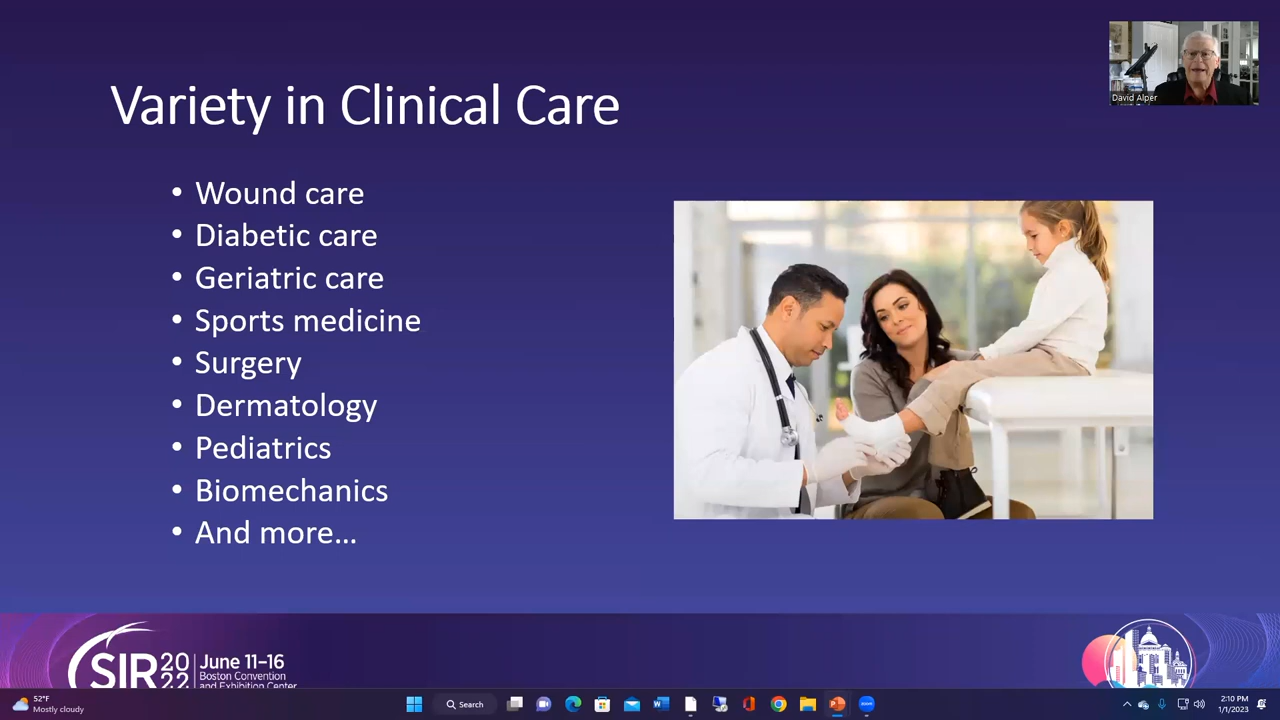 David Alper
Variety in Clinical Care
• Wound care
• Diabetic care
• Geriatric care
• Sports medicine
• Surgery
• Dermatology
• Pediatrics
• Biomechanics
• And more...
SIR 2022
June 11–16
Boston Convention
and Exhibition Center
52°F
Mostly cloudy
Search
2:10 PM
1/1/2023